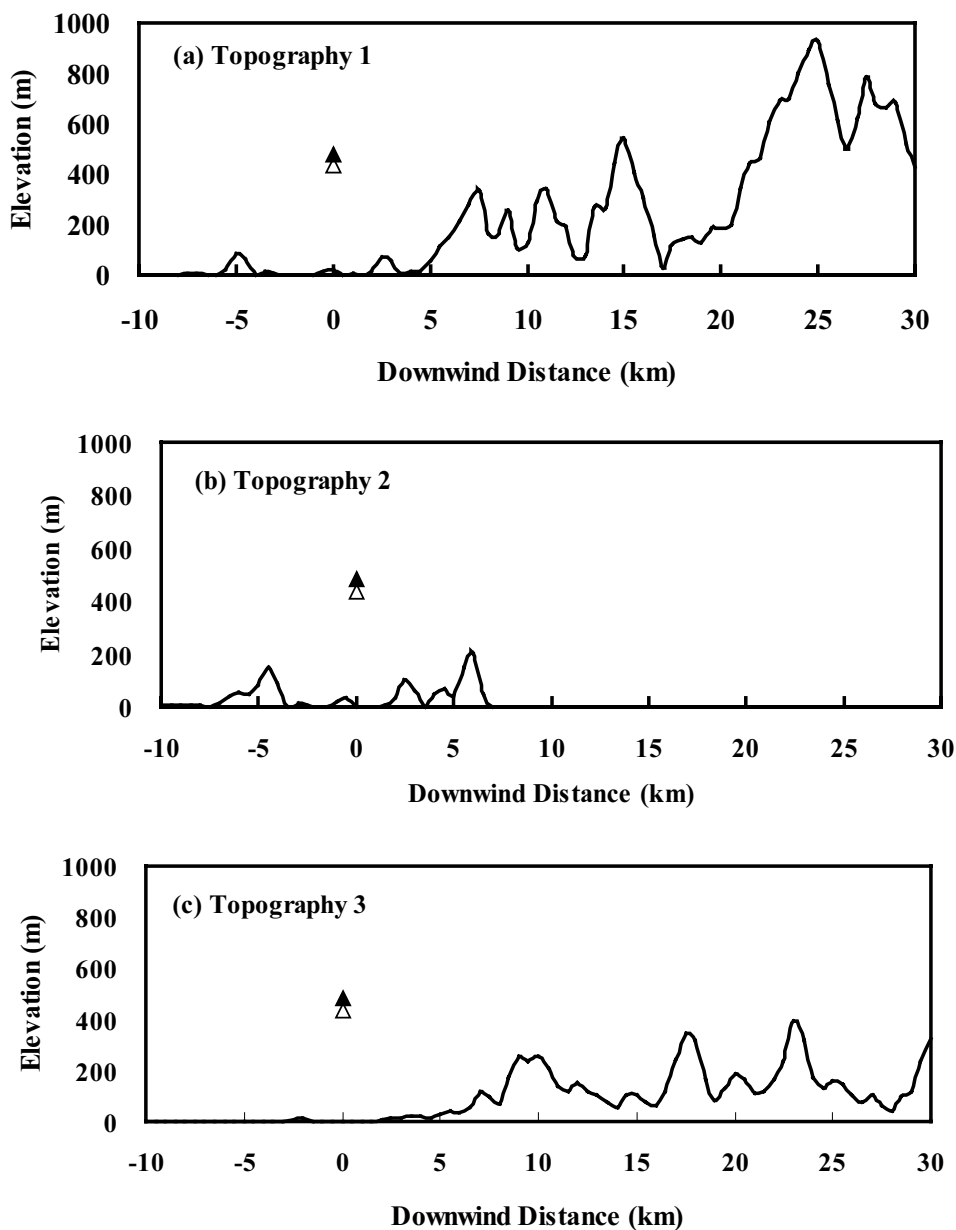 (a) Topography 1
Elevation (m)
1000
800
600
400
200
0
-10 -5 0 5 10 15 20 25 30
Downwind Distance (km)
(b) Topography 2
Elevation (m)
1000
800
600
400
200
0
-10 -5 0 5 10 15 20 25 30
Downwind Distance (km)
(c) Topography 3
Elevation (m)
1000
800
600
400
200
0
-10 -5 0 5 10 15 20 25 30
Downwind Distance (km)